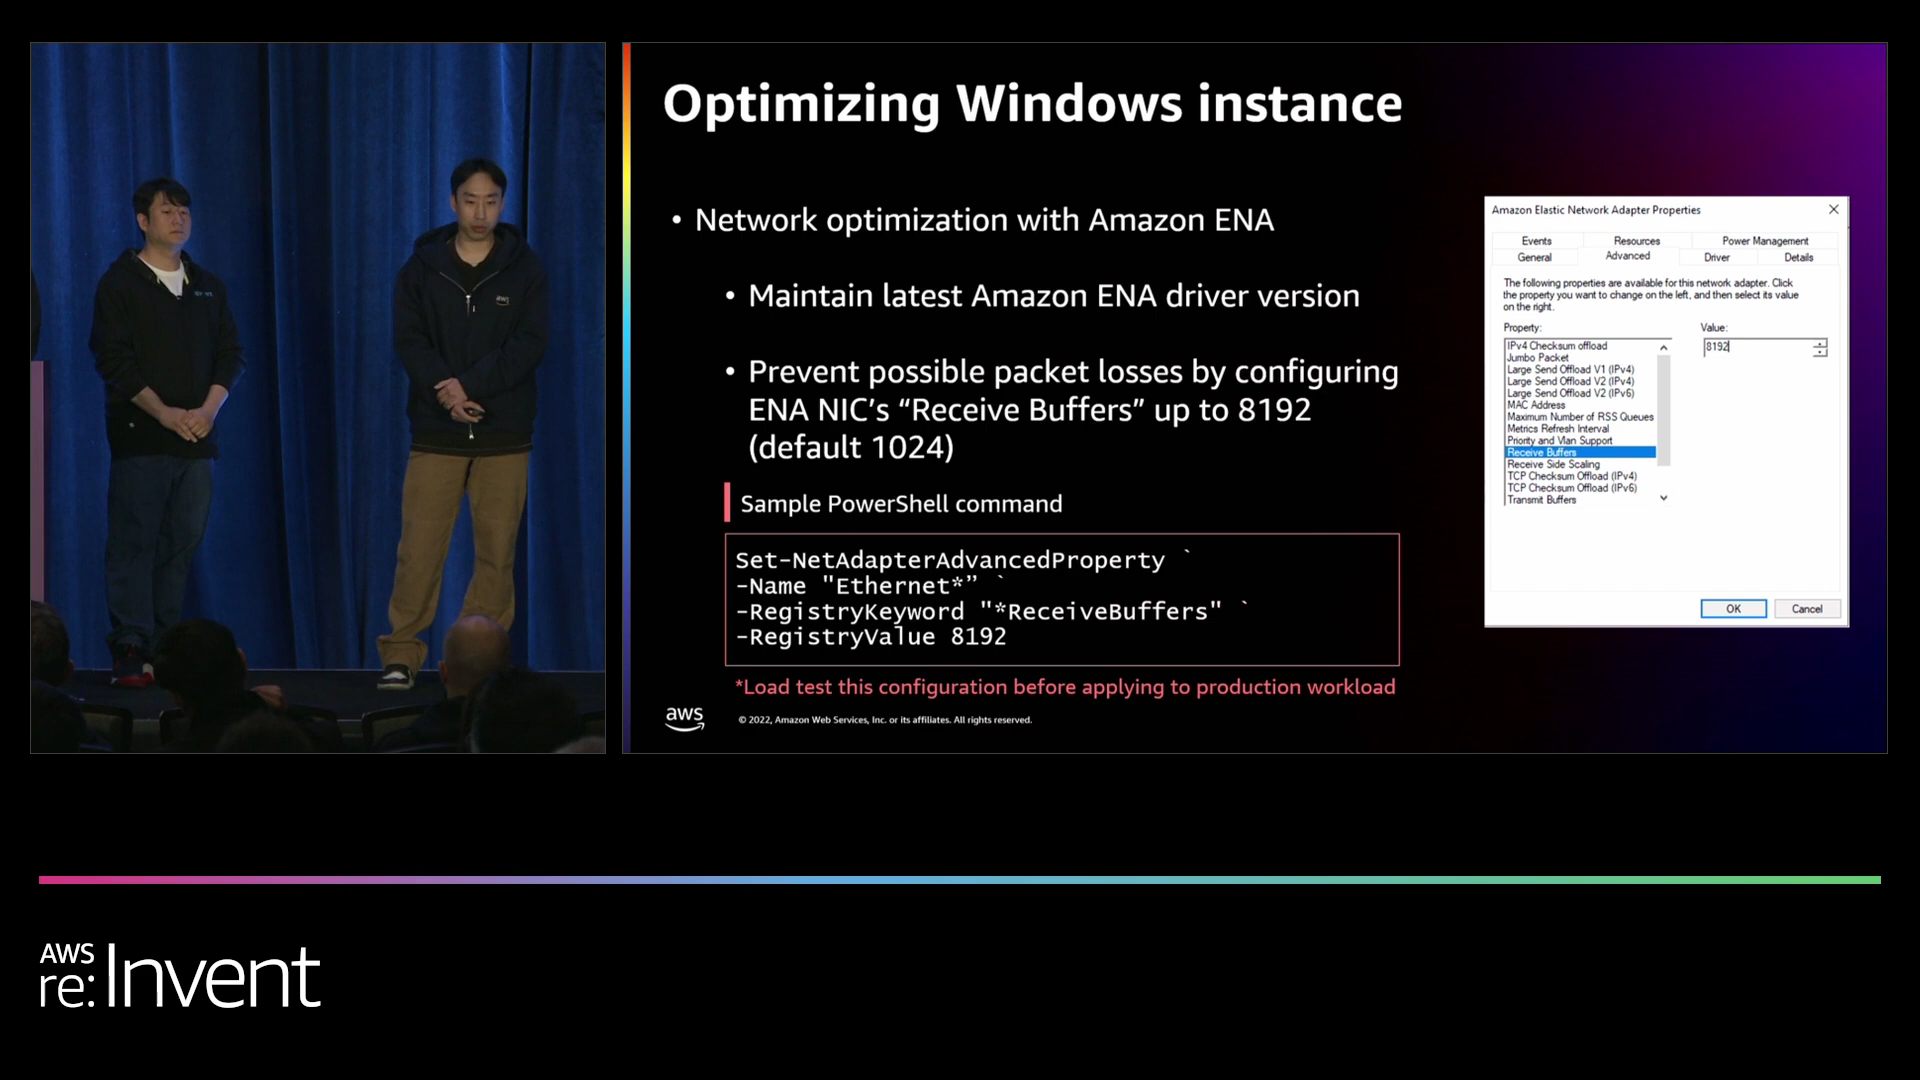 Optimizing Windows instance
• Network optimization with Amazon ENA
• Maintain latest Amazon ENA driver version
• Prevent possible packet losses by configuring
ENA NIC’s “Receive Buffers” up to 8192
(default 1024)
Sample PowerShell command
Set-NetAdapterAdvancedProperty `
-Name "Ethernet*” `
-RegistryKeyword "*ReceiveBuffers" `
-RegistryValue 8192
*Load test this configuration before applying to production workload
aws
© 2022, Amazon Web Services, Inc. or its affiliates. All rights reserved.
Amazon Elastic Network Adapter Properties
Events Resources Power Management
General Advanced Driver Details
The following properties are available for this network adapter. Click
the property you want to change on the left, and then select its value
on the right.
Property: Value:
8192
IPv4 Checksum offload
Jumbo Packet
Large Send Offload V1 (IPv4)
Large Send Offload V2 (IPv4)
Large Send Offload V2 (IPv6)
MAC Address
Maximum Number of RSS Queues
Metrics Refresh Interval
Priority and Vlan Support
Receive Buffers
Receive Side Scaling
TCP Checksum Offload (IPv4)
TCP Checksum Offload (IPv6)
Transmit Buffers
OK Cancel
aws
AWS
re:Invent